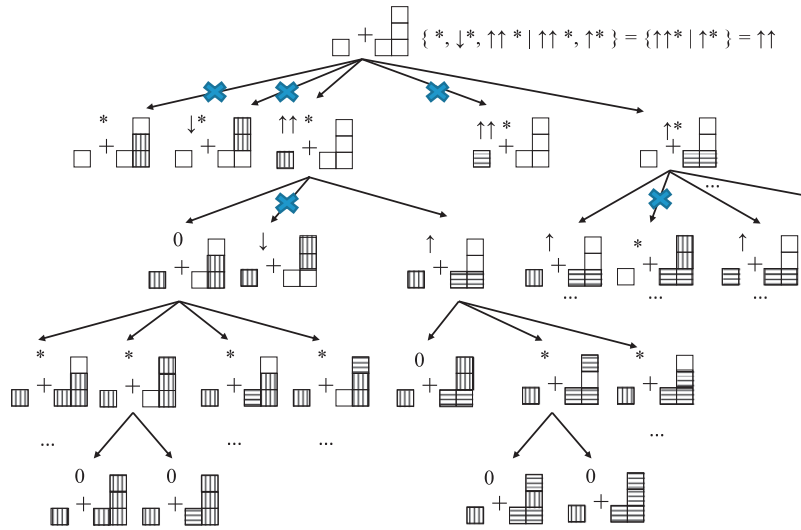 + { *, ↓*, ↑↑ * | ↑↑ *, ↑* } = {↑↑* | ↑* } = ↑↑
* ↓* ↑↑ * ↑↑ * ↑*
+ + + + +
...
0 ↓ ↑ ↑ * ↑
+ + + + + +
... ... ...
* * * * 0 * *
+ + + + + + +
... ... ... ...
0 0 0 0
+ + + +